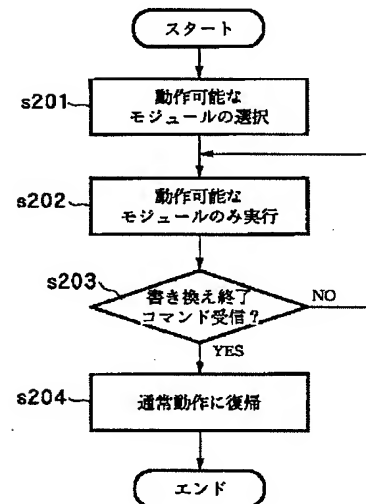 スタート
s201
動作可能な
モジュールの選択
s202
動作可能な
モジュールのみ実行
s203
書き換え終了
コマンド受信？
NO
YES
s204
通常動作に復帰
エンド